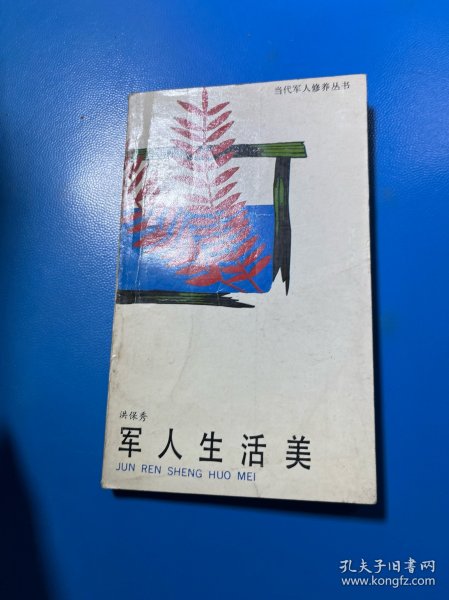 当代军人修养丛书
洪保秀
军人生活美
JUN REN SHENG HUO MEI
孔夫子旧书网
www.kongfz.com